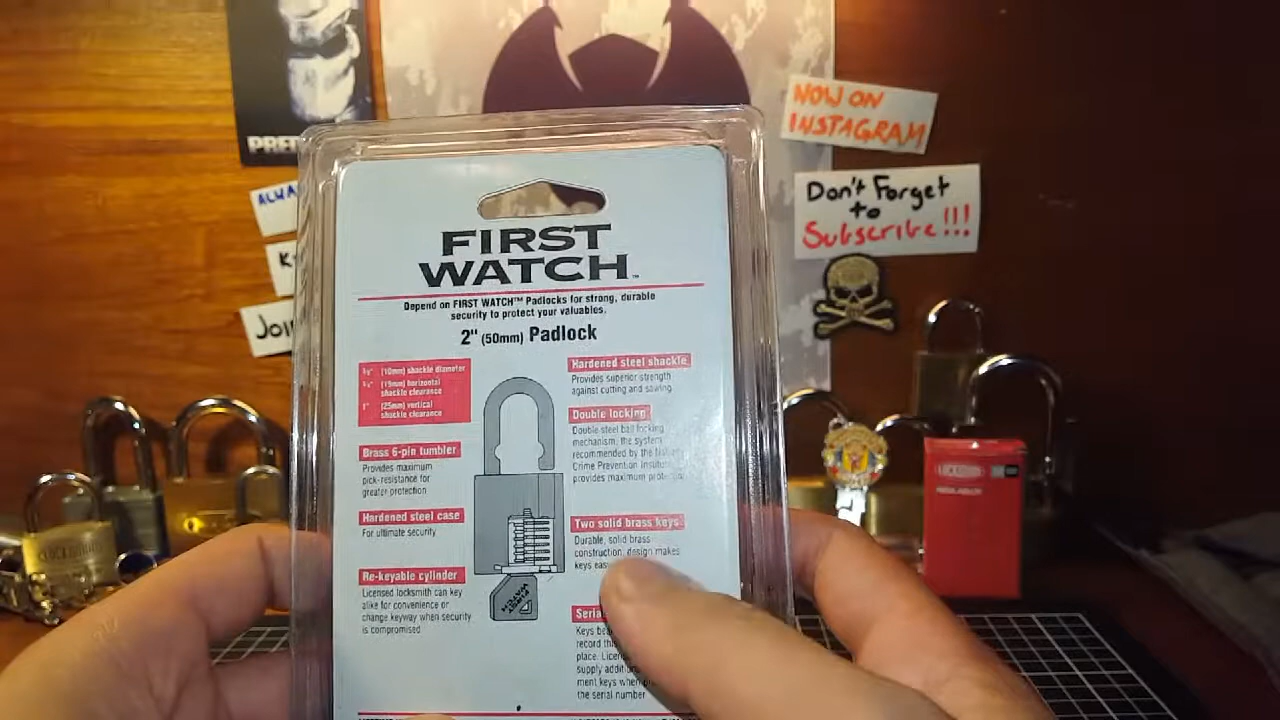 NOW ON
INSTAGRAM
Don't Forget
to
Subscribe!!!
FIRST
WATCH™
Depend on FIRST WATCH™ Padlocks for strong, durable
security to protect your valuables.
2" (50mm) Padlock
(10mm) shackle diameter
(19mm) horizontal
shackle clearance
1" (25mm) vertical
shackle clearance
Brass 6-pin tumbler
Provides maximum
pick-resistance for
greater protection
Hardened steel case
For ultimate security
Re-keyable cylinder
Licensed locksmith can key
alike for convenience or
change keyway when security
is compromised
Hardened steel shackle
Provides superior strength
against cutting and sawing
Double locking
Double steel ball locking
mechanism; the system
recommended by the
Crime Prevention
provides maximum
Two solid brass keys
Durable, solid brass
construction, design makes
keys
Keys
record this
place.
supply
ment keys when
the serial number
FIRST
WATCH